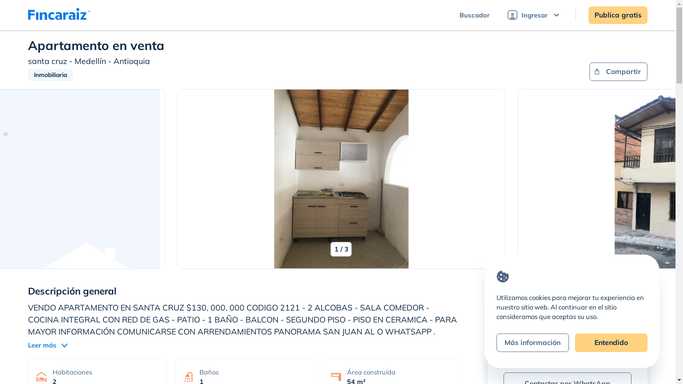 Fincaraiz
Buscador
Ingresar
Publica gratis
Apartamento en venta
santa cruz - Medellín - Antioquia
Inmobiliaria
Compartir
1 / 3
Descripción general
VENDO APARTAMENTO EN SANTA CRUZ $130, 000, 000 CODIGO 2121 - 2 ALCOBAS - SALA COMEDOR -
COCINA INTEGRAL CON RED DE GAS - PATIO - 1 BAÑO - BALCON - SEGUNDO PISO - PISO EN CERAMICA - PARA
MAYOR INFORMACIÓN COMUNICARSE CON ARRENDAMIENTOS PANORAMA SAN JUAN AL O WHATSAPP .
Leer más
Habitaciones
2
Baños
1
Área construida
54 m²
Utilizamos cookies para mejorar tu experiencia en
nuestro sitio web. Al continuar en el sitio
consideramos que aceptas su uso.
Más información
Entendido
Contactar por WhatsApp